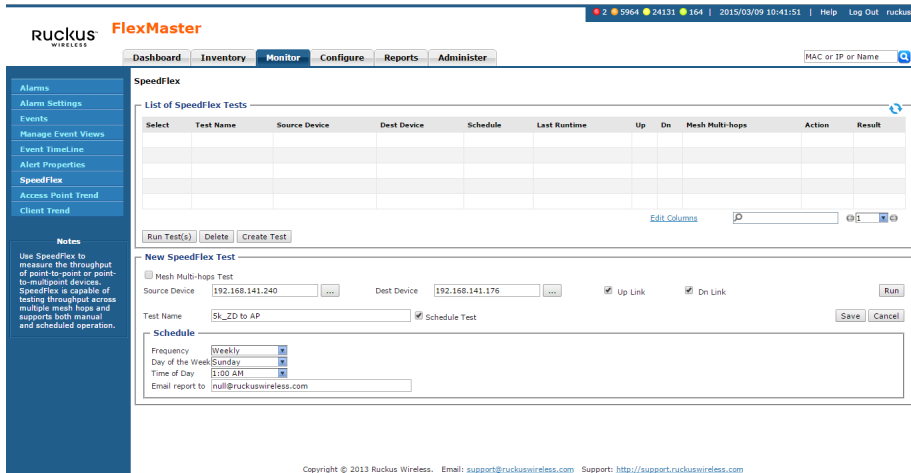 2 5964 24131 164 | 2015/03/09 10:41:51 | Help Log Out ruckus
Ruckus WIRELESS
FlexMaster
Dashboard Inventory Monitor Configure Reports Administer
MAC or IP or Name
Alarms
Alarm Settings
Events
Manage Event Views
Event TimeLine
Alert Properties
SpeedFlex
Access Point Trend
Client Trend
Notes
Use SpeedFlex to
measure the throughput
of point-to-point or point-
to-multipoint devices.
SpeedFlex is capable of
testing throughput across
multiple mesh hops and
supports both manual
and scheduled operation.
SpeedFlex
List of SpeedFlex Tests
Select Test Name Source Device Dest Device Schedule Last Runtime Up Dn Mesh Multi-hops Action Result
Edit Columns 1
Run Test(s) Delete Create Test
New SpeedFlex Test
Mesh Multi-hops Test
Source Device 192.168.141.240 ... Dest Device 192.168.141.176 ... Up Link Dn Link Run
Test Name 5k_ZD to AP Schedule Test Save Cancel
Schedule
Frequency Weekly
Day of the Week Sunday
Time of Day 1:00 AM
Email report to null@ruckuswireless.com
Copyright © 2013 Ruckus Wireless. Email: support@ruckuswireless.com Support: http://support.ruckuswireless.com